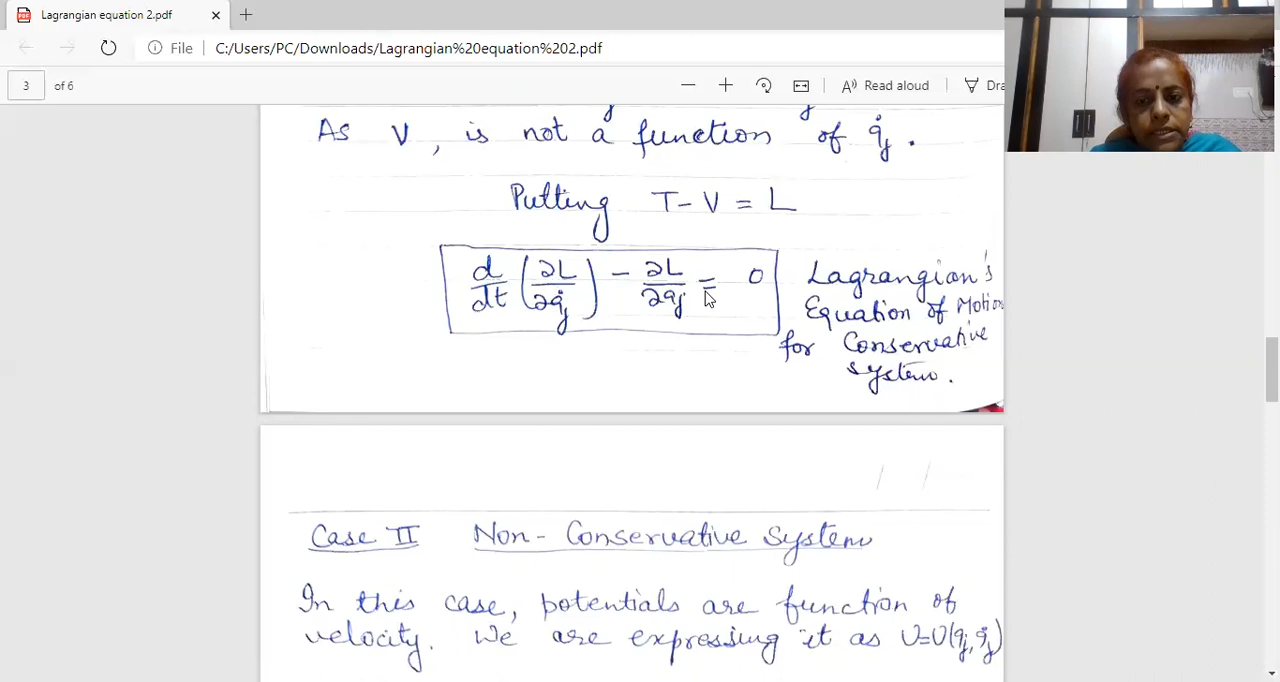 Lagrangian equation 2.pdf
File C:/Users/PC/Downloads/Lagrangian%20equation%202.pdf
3 of 6 Read aloud Dra
As V, is not a function of q̇j.
Putting T - V = L
d/dt (∂L/∂q̇j) - ∂L/∂qj = 0 Lagrangian's
Equation of Motion
for Conservative
system.
Case II Non-Conservative System
In this case, potentials are function of
velocity. We are expressing it as U=U(qj, q̇j)